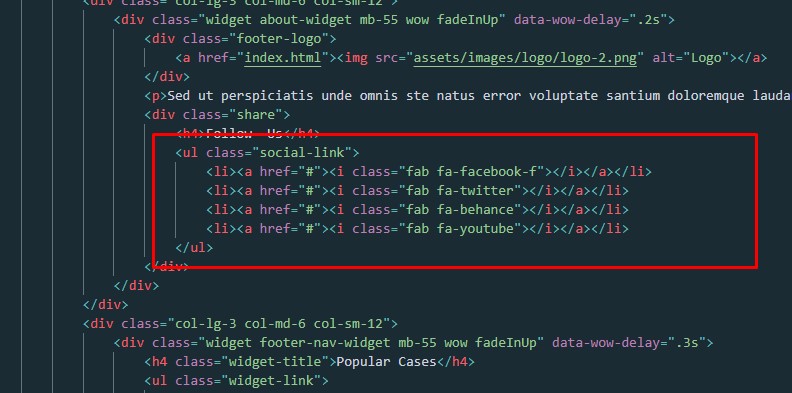 <div class="col-lg-3 col-md-6 col-sm-12">
<div class="widget about-widget mb-55 wow fadeInUp" data-wow-delay=".2s">
<div class="footer-logo">
<a href="index.html"><img src="assets/images/logo/logo-2.png" alt="Logo"></a>
</div>
<p>Sed ut perspiciatis unde omnis ste natus error voluptate santium doloremque lauda
<div class="share">
<h4>Follow Us</h4>
<ul class="social-link">
<li><a href="#"><i class="fab fa-facebook-f"></i></a></li>
<li><a href="#"><i class="fab fa-twitter"></i></a></li>
<li><a href="#"><i class="fab fa-behance"></i></a></li>
<li><a href="#"><i class="fab fa-youtube"></i></a></li>
</ul>
</div>
</div>
</div>
<div class="col-lg-3 col-md-6 col-sm-12">
<div class="widget footer-nav-widget mb-55 wow fadeInUp" data-wow-delay=".3s">
<h4 class="widget-title">Popular Cases</h4>
<ul class="widget-link">